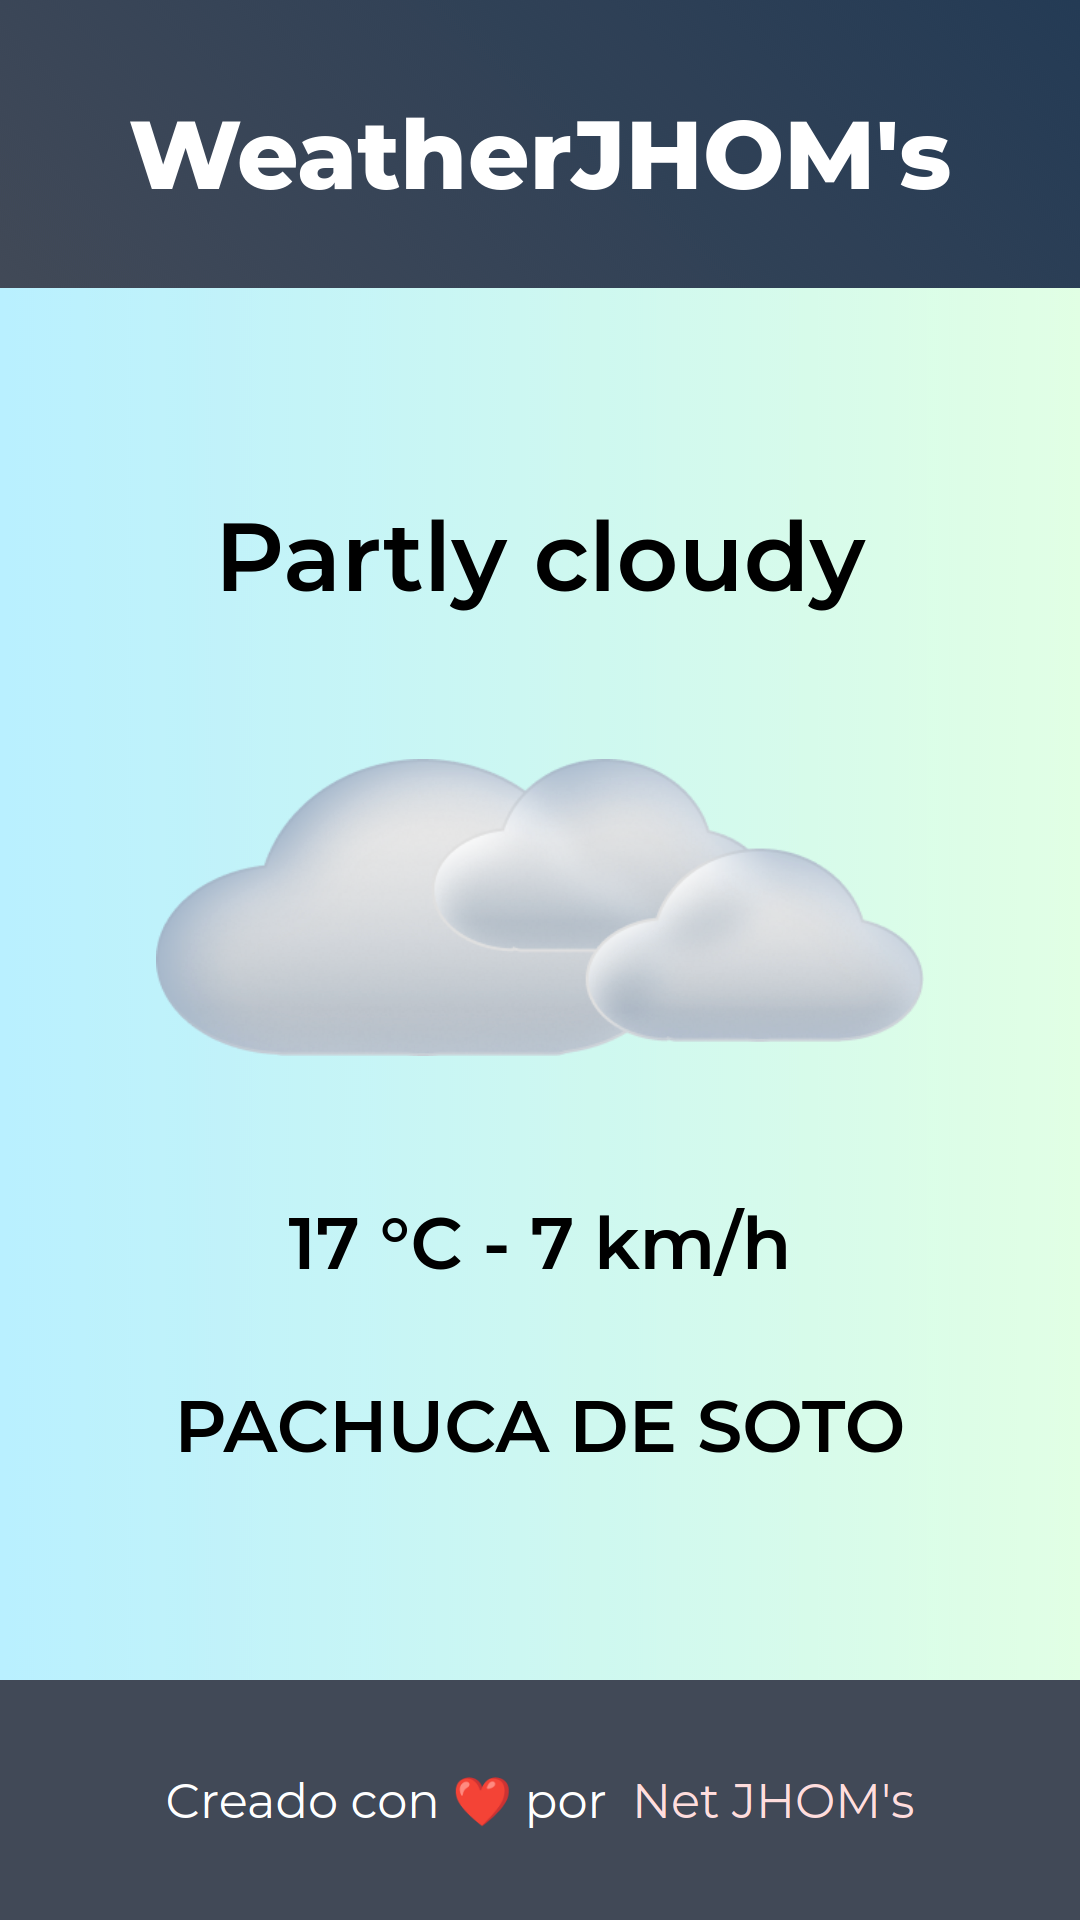 WeatherJHOM's
Partly cloudy
17 °C - 7 km/h
PACHUCA DE SOTO
Creado con ❤️ por Net JHOM's